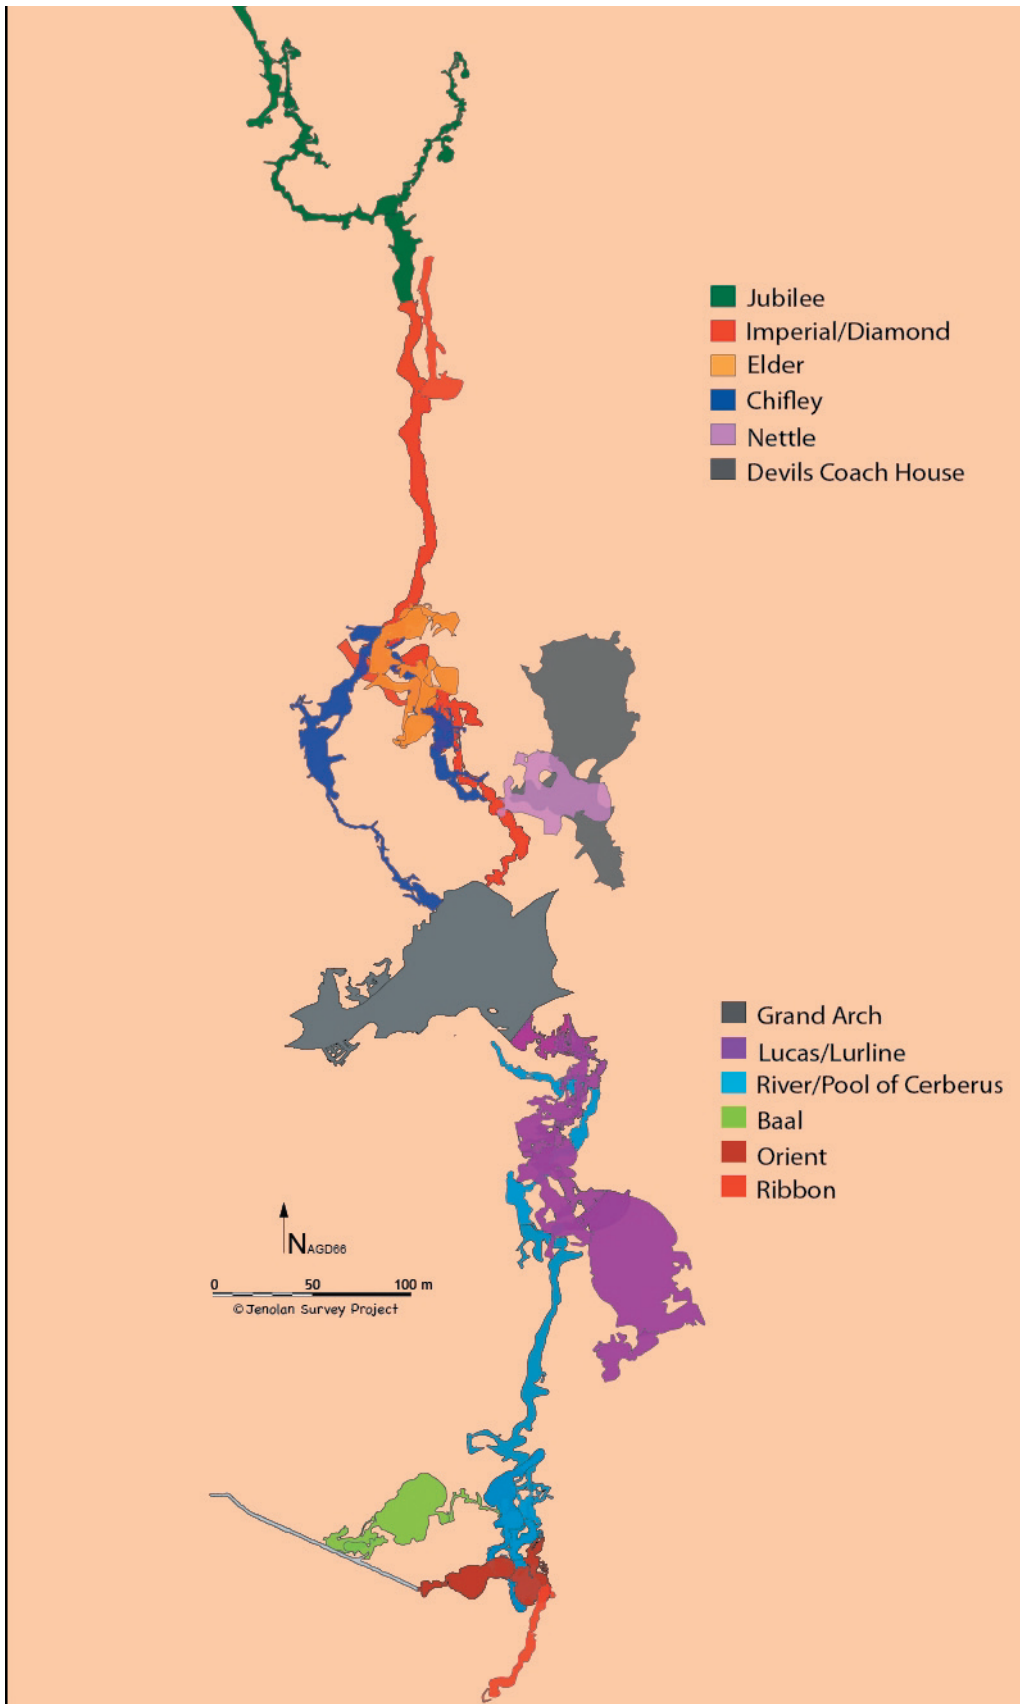 Jubilee
Imperial/Diamond
Elder
Chifley
Nettle
Devils Coach House
Grand Arch
Lucas/Lurline
River/Pool of Cerberus
Baal
Orient
Ribbon
NAGD66
0 50 100 m
©Jenolan Survey Project